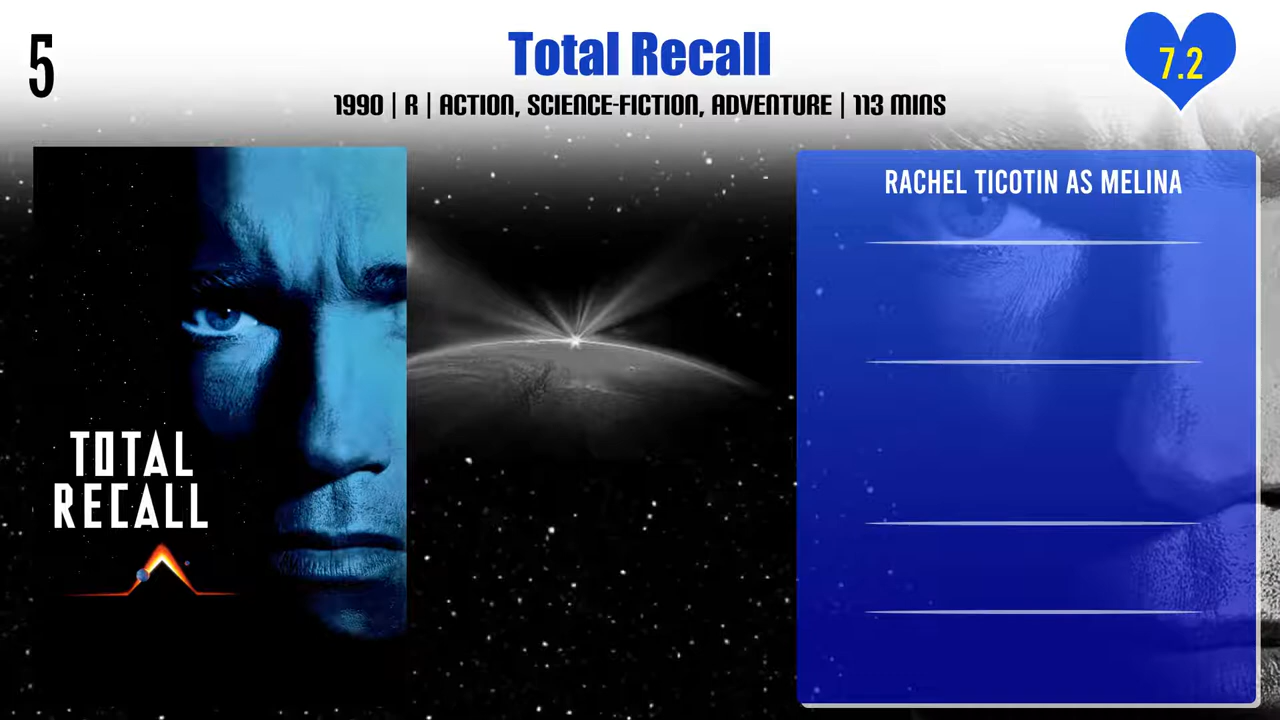 5
Total Recall
7.2
1990 | R | ACTION, SCIENCE-FICTION, ADVENTURE | 113 MINS
RACHEL TICOTIN AS MELINA
TOTAL
RECALL